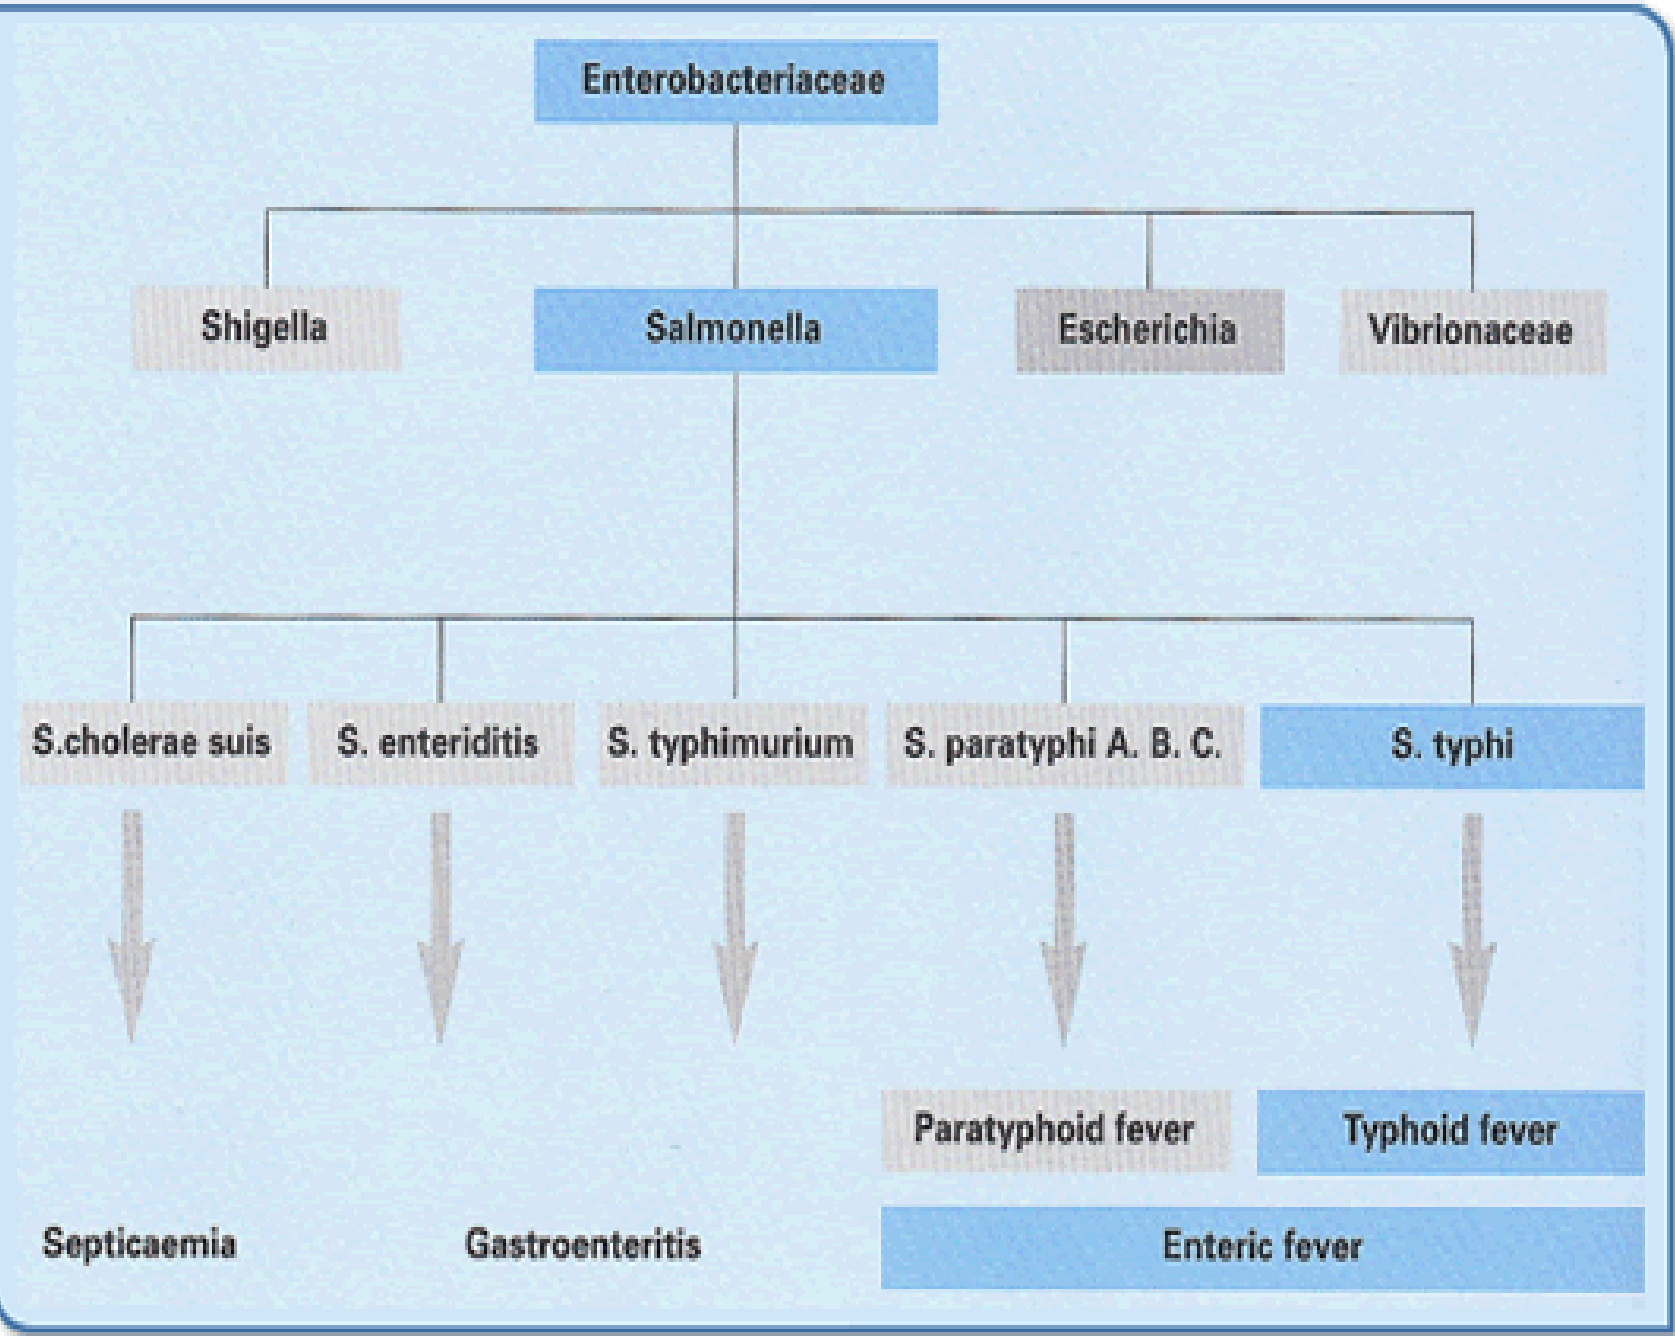 Enterobacteriaceae
Shigella
Salmonella
Escherichia
Vibrionaceae
S.cholerae suis
S. enteriditis
S. typhimurium
S. paratyphi A. B. C.
S. typhi
Paratyphoid fever
Typhoid fever
Septicaemia
Gastroenteritis
Enteric fever